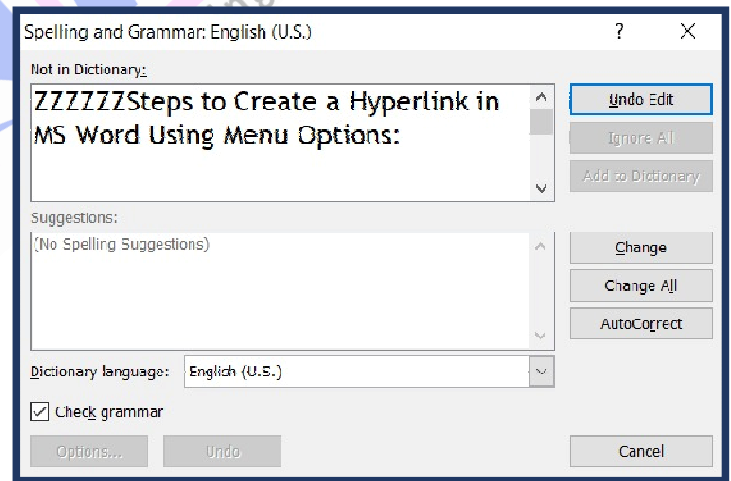 ing
Spelling and Grammar: English (U.S.)
? X
Not in Dictionary:
ZZZZZZSteps to Create a Hyperlink in
MS Word Using Menu Options:
Undo Edit
Ignore All
Add to Dictionary
Suggestions:
(No Spelling Suggestions)
Change
Change All
AutoCorrect
Dictionary language:
English (U.S.)
Check grammar
Options...
Undo
Cancel